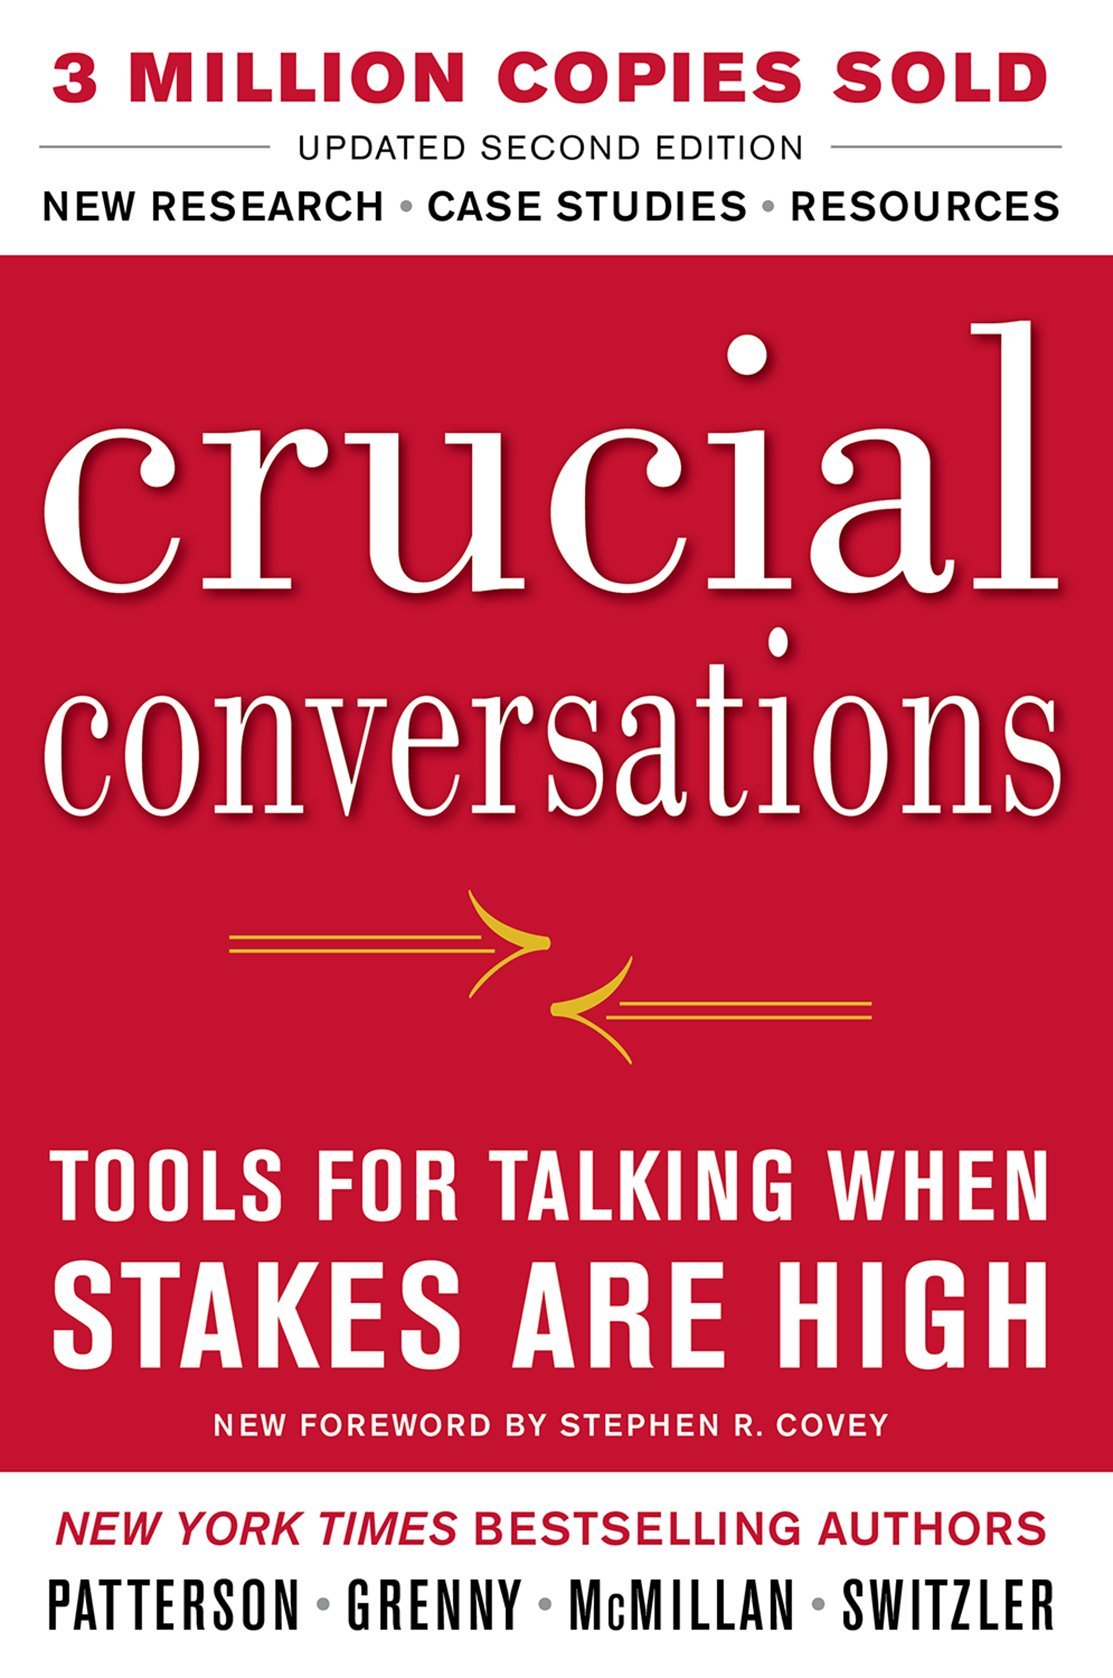 3 MILLION COPIES SOLD
UPDATED SECOND EDITION
NEW RESEARCH • CASE STUDIES • RESOURCES
crucial
conversations
TOOLS FOR TALKING WHEN
STAKES ARE HIGH
NEW FOREWORD BY STEPHEN R. COVEY
NEW YORK TIMES BESTSELLING AUTHORS
PATTERSON • GRENNY • McMILLAN • SWITZLER